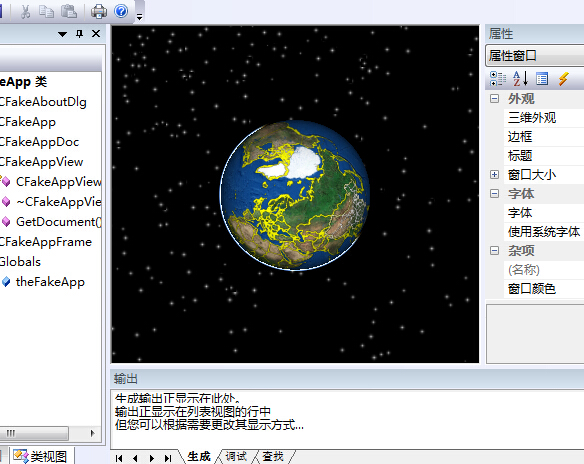 eApp 类
CFakeAboutDlg
CFakeApp
CFakeAppDoc
CFakeAppView
CFakeAppView
~CFakeAppVie
GetDocument()
CFakeAppFrame
Globals
theFakeApp
类视图
属性
属性窗口
外观
三维外观
边框
标题
窗口大小
字体
字体
使用系统字体
杂项
(名称)
窗口颜色
输出
生成输出正显示在此处。
输出正显示在列表视图的行中
但您可以根据需要更改其显示方式...
生成
调试
查找